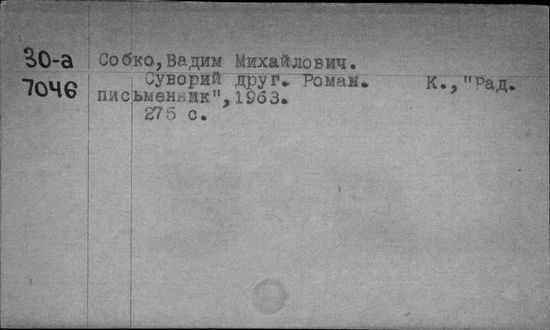 30-а Собко,Вадим Михайлович.
7046 Суворий друг. Роман. К.,"Рад.
письменник",1963.
275 с.